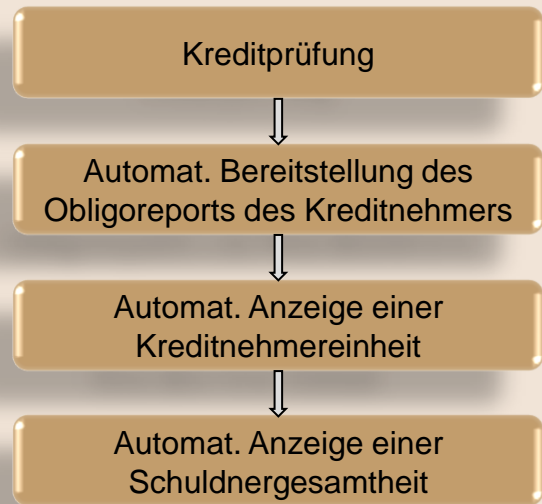 Kreditprüfung
Automat. Bereitstellung des
Obligoreports des Kreditnehmers
Automat. Anzeige einer
Kreditnehmereinheit
Automat. Anzeige einer
Schuldnergesamtheit